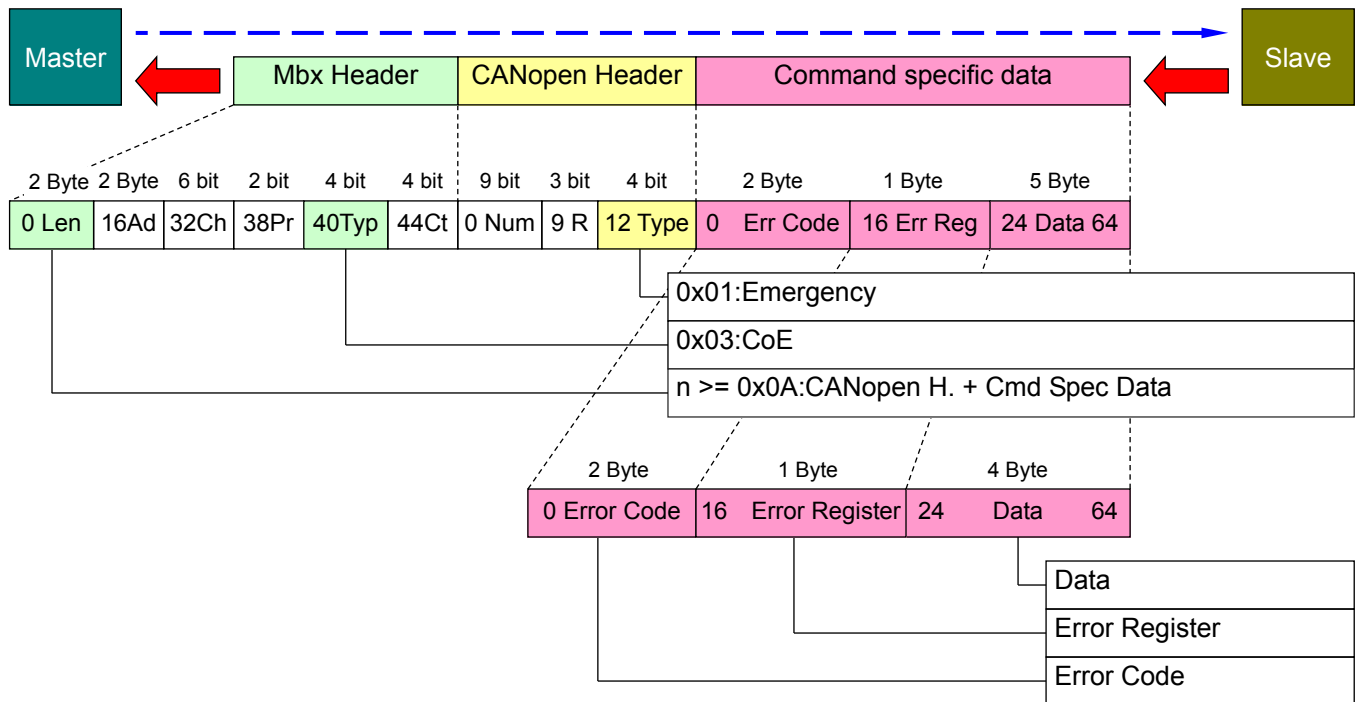 Master
Slave
Mbx Header
CANopen Header
Command specific data
2 Byte
2 Byte
6 bit
2 bit
4 bit
4 bit
9 bit
3 bit
4 bit
2 Byte
1 Byte
5 Byte
0 Len
16Ad
32Ch
38Pr
40Typ
44Ct
0 Num
9 R
12 Type
0 Err Code
16 Err Reg
24 Data 64
0x01:Emergency
0x03:CoE
n >= 0x0A:CANopen H. + Cmd Spec Data
2 Byte
1 Byte
4 Byte
0 Error Code
16 Error Register
24 Data 64
Data
Error Register
Error Code